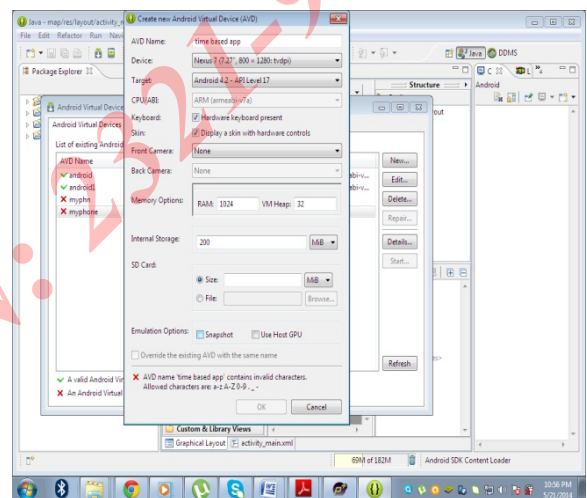 Java - map/res/layout/activity_m
Create new Android Virtual Device (AVD)
File Edit Refactor Run Navi
AVD Name: time based app
Java DDMS
Device: Nexus 7 (7.27", 800 × 1280: tvdpi)
Package Explorer
Target: Android 4.2 - API Level 17
Structure
Android
CPU/ABI: ARM (armeabi-v7a)
Android Virtual Device
Keyboard: Hardware keyboard present
out
Android Virtual Devices
Skin: Display a skin with hardware controls
List of existing Android
Front Camera: None
AVD Name
New...
android
Back Camera: None
abi-v...
Edit...
android1
abi-v...
myphn
Memory Options: RAM: 1024 VM Heap: 32
Delete...
myphone
Repair...
Internal Storage: 200 MiB
Details...
Start...
SD Card:
Size: MiB
File: Browse...
Emulation Options: Snapshot Use Host GPU
Override the existing AVD with the same name
Refresh
A valid Android Vir
AVD name 'time based app' contains invalid characters.
An Android Virtual
Allowed characters are: a-z A-Z 0-9 . _ -
OK Cancel
Custom & Library Views
Graphical Layout activity_main.xml
69M of 182M Android SDK Content Loader
10:56 PM